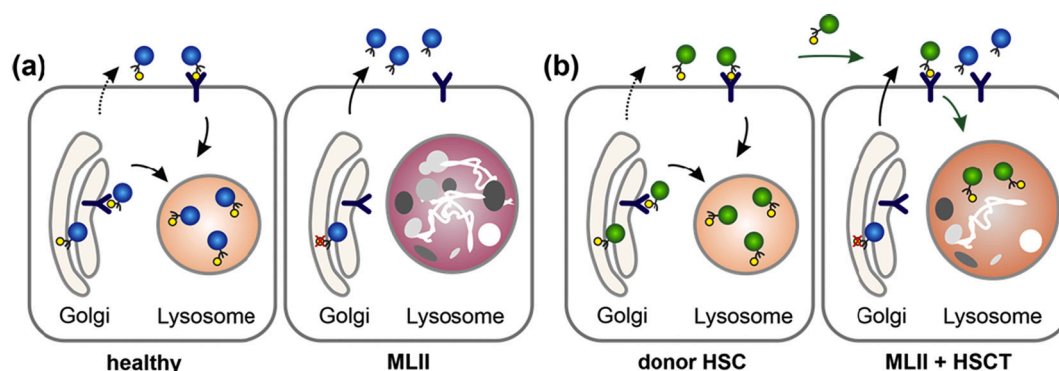 (a)
(b)
Golgi Lysosome
Golgi Lysosome
Golgi Lysosome
Golgi Lysosome
healthy
MLII
donor HSC
MLII + HSCT